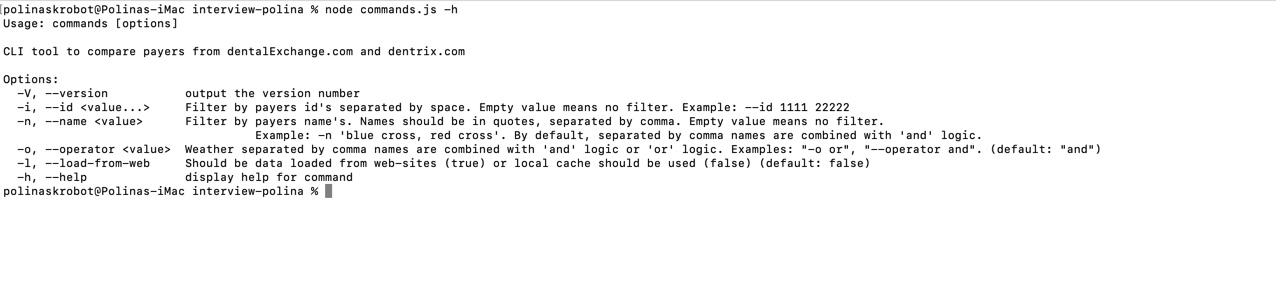 [polinaskrobot@Polinas-iMac interview-polina % node commands.js -h
Usage: commands [options]
CLI tool to compare payers from dentalExchange.com and dentrix.com
Options:
-V, --version output the version number
-i, --id <value...> Filter by payers id's separated by space. Empty value means no filter. Example: --id 1111 22222
-n, --name <value> Filter by payers name's. Names should be in quotes, separated by comma. Empty value means no filter.
Example: -n 'blue cross, red cross'. By default, separated by comma names are combined with 'and' logic.
-o, --operator <value> Weather separated by comma names are combined with 'and' logic or 'or' logic. Examples: "-o or", "--operator and". (default: "and")
-l, --load-from-web Should be data loaded from web-sites (true) or local cache should be used (false) (default: false)
-h, --help display help for command
polinaskrobot@Polinas-iMac interview-polina %